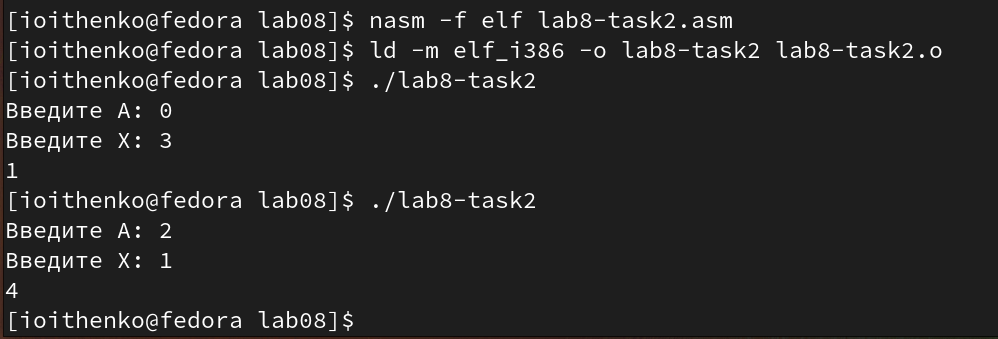 [ioithenko@fedora lab08]$ nasm -f elf lab8-task2.asm
[ioithenko@fedora lab08]$ ld -m elf_i386 -o lab8-task2 lab8-task2.o
[ioithenko@fedora lab08]$ ./lab8-task2
Введите A: 0
Введите X: 3
1
[ioithenko@fedora lab08]$ ./lab8-task2
Введите A: 2
Введите X: 1
4
[ioithenko@fedora lab08]$